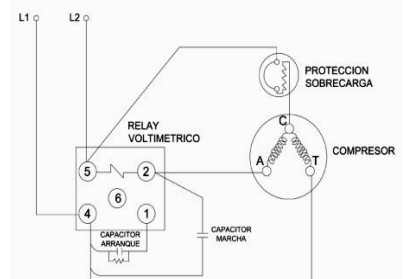 L1
L2
PROTECCION
SOBRECARGA
RELAY
VOLTIMETRICO
C
COMPRESOR
A
T
5
2
6
4
1
CAPACITOR
ARRANQUE
CAPACITOR
MARCHA